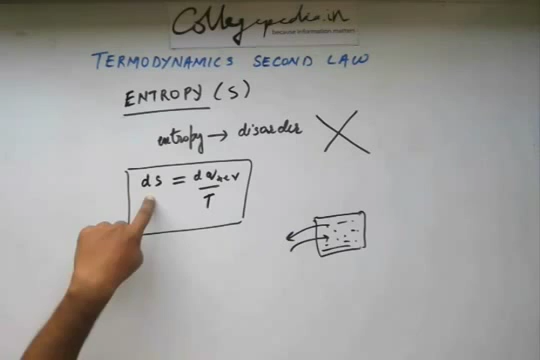 Collegepedia.in
because information matters
TERMODYNAMICS SECOND LAW
ENTROPY (S)
entropy → disorder
dS = dqrev
T